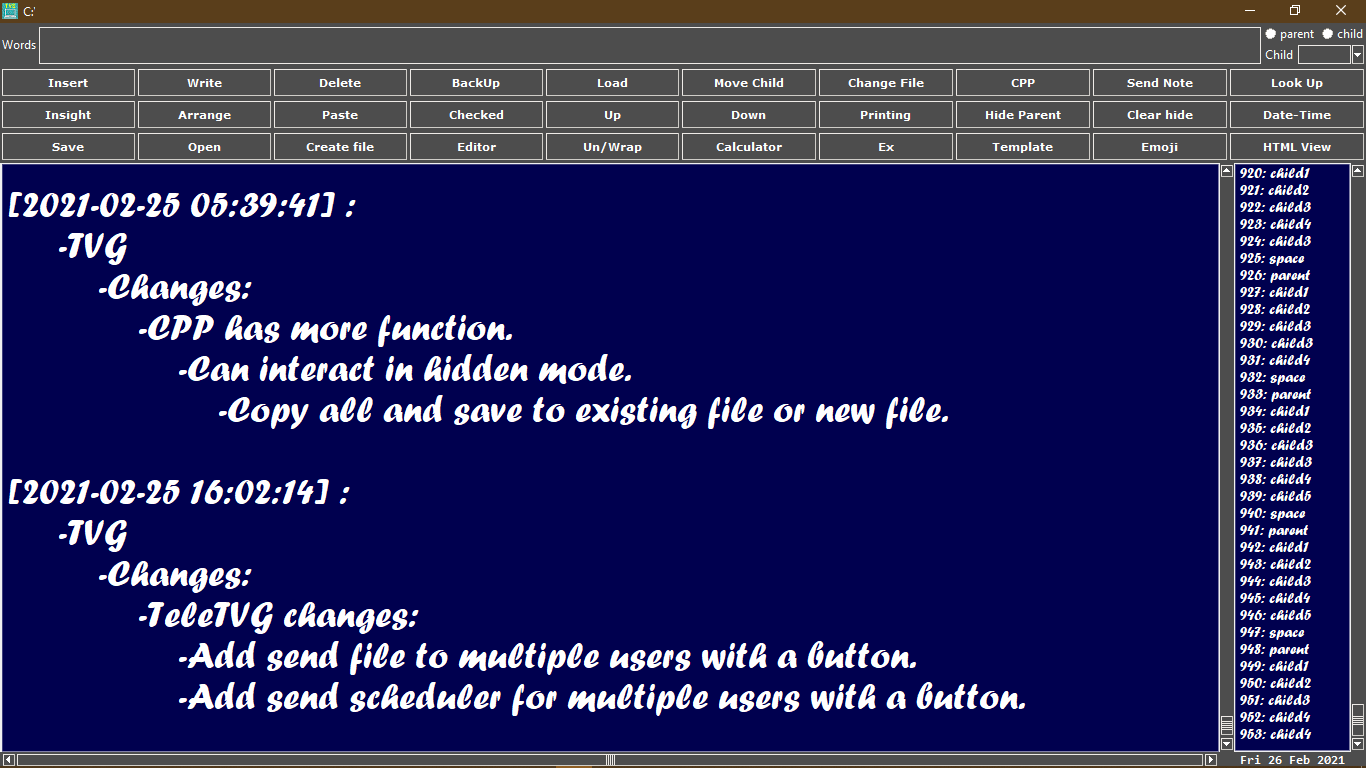 TVG C:'
Words
parent child
Child
Insert Write Delete BackUp Load Move Child Change File CPP Send Note Look Up
Insight Arrange Paste Checked Up Down Printing Hide Parent Clear hide Date-Time
Save Open Create file Editor Un/Wrap Calculator Ex Template Emoji HTML View
[2021-02-25 05:39:41] :
-TVG
-Changes:
-CPP has more function.
-Can interact in hidden mode.
-Copy all and save to existing file or new file.
[2021-02-25 16:02:14] :
-TVG
-Changes:
-TeleTVG changes:
-Add send file to multiple users with a button.
-Add send scheduler for multiple users with a button.
920: child1
921: child2
922: child3
923: child4
924: child3
925: space
926: parent
927: child1
928: child2
929: child3
930: child3
931: child4
932: space
933: parent
934: child1
935: child2
936: child3
937: child3
938: child4
939: child5
940: space
941: parent
942: child1
943: child2
944: child3
945: child4
946: child5
947: space
948: parent
949: child1
950: child2
951: child3
952: child4
953: child4
Fri 26 Feb 2021